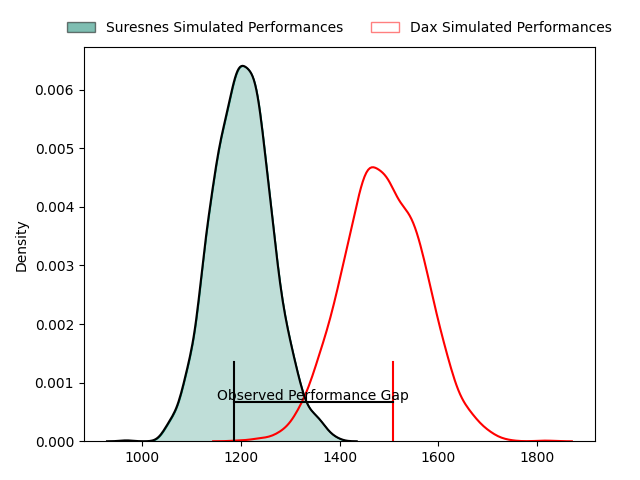 Suresnes Simulated Performances
Dax Simulated Performances
Density
0.006
0.005
0.004
0.003
0.002
0.001
0.000
Observed Performance Gap
1000 1200 1400 1600 1800